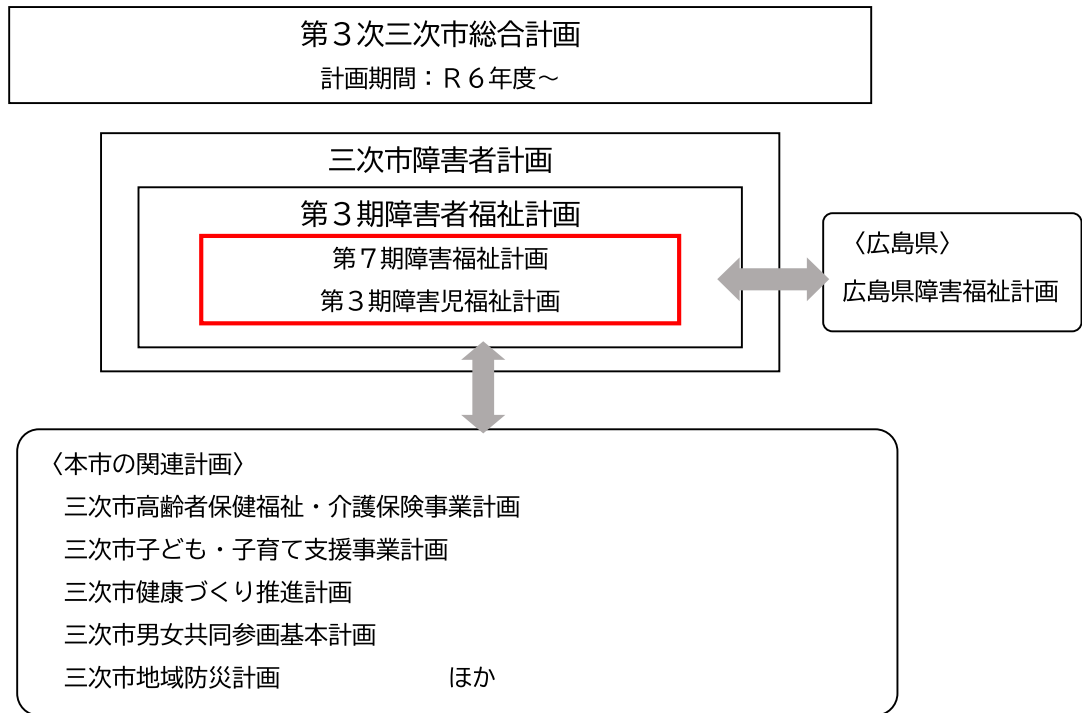 第３次三次市総合計画
計画期間：Ｒ６年度～
三次市障害者計画
第３期障害者福祉計画
第７期障害福祉計画
第３期障害児福祉計画
〈広島県〉
広島県障害福祉計画
〈本市の関連計画〉
三次市高齢者保健福祉・介護保険事業計画
三次市子ども・子育て支援事業計画
三次市健康づくり推進計画
三次市男女共同参画基本計画
三次市地域防災計画　　　　　　　ほか